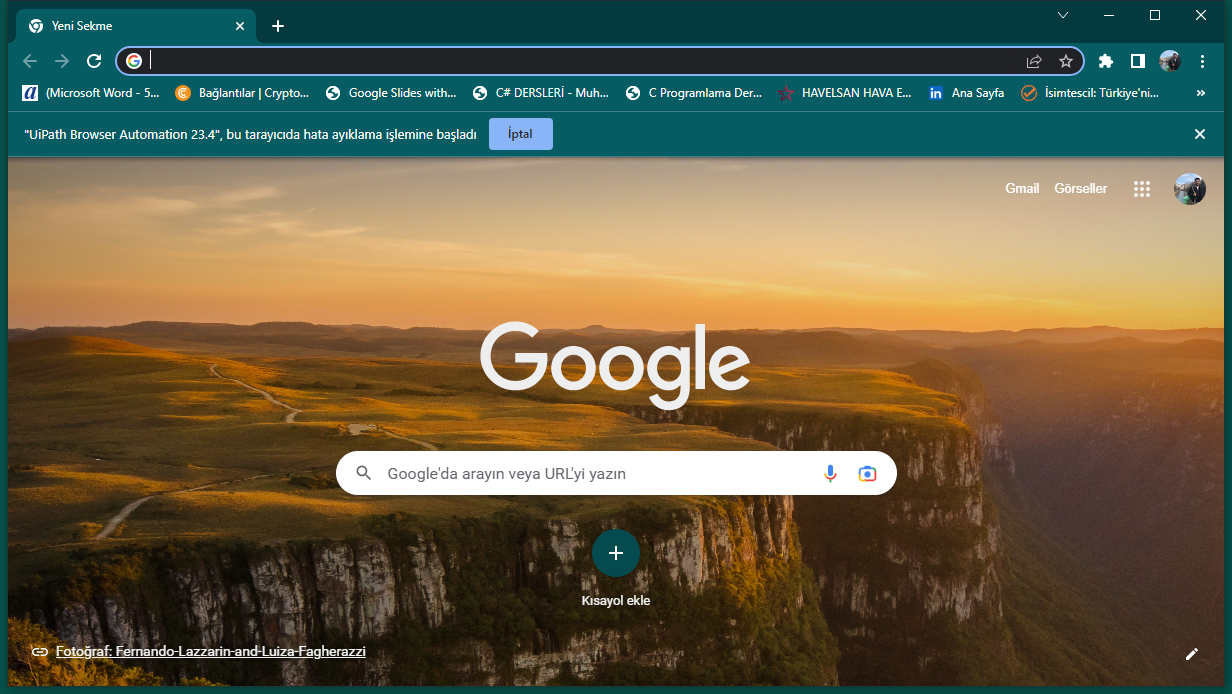 Yeni Sekme
(Microsoft Word - 5... Bağlantılar | Crypto... Google Slides with... C# DERSLERİ - Muh... C Programlama Der... HAVELSAN HAVA E... Ana Sayfa İsimtescil: Türkiye'ni... »
"UiPath Browser Automation 23.4", bu tarayıcıda hata ayıklama işlemine başladı İptal
Gmail Görseller
Google
Google'da arayın veya URL'yi yazın
Kısayol ekle
Fotoğraf: Fernando-Lazzarin-and-Luiza-Fagherazzi